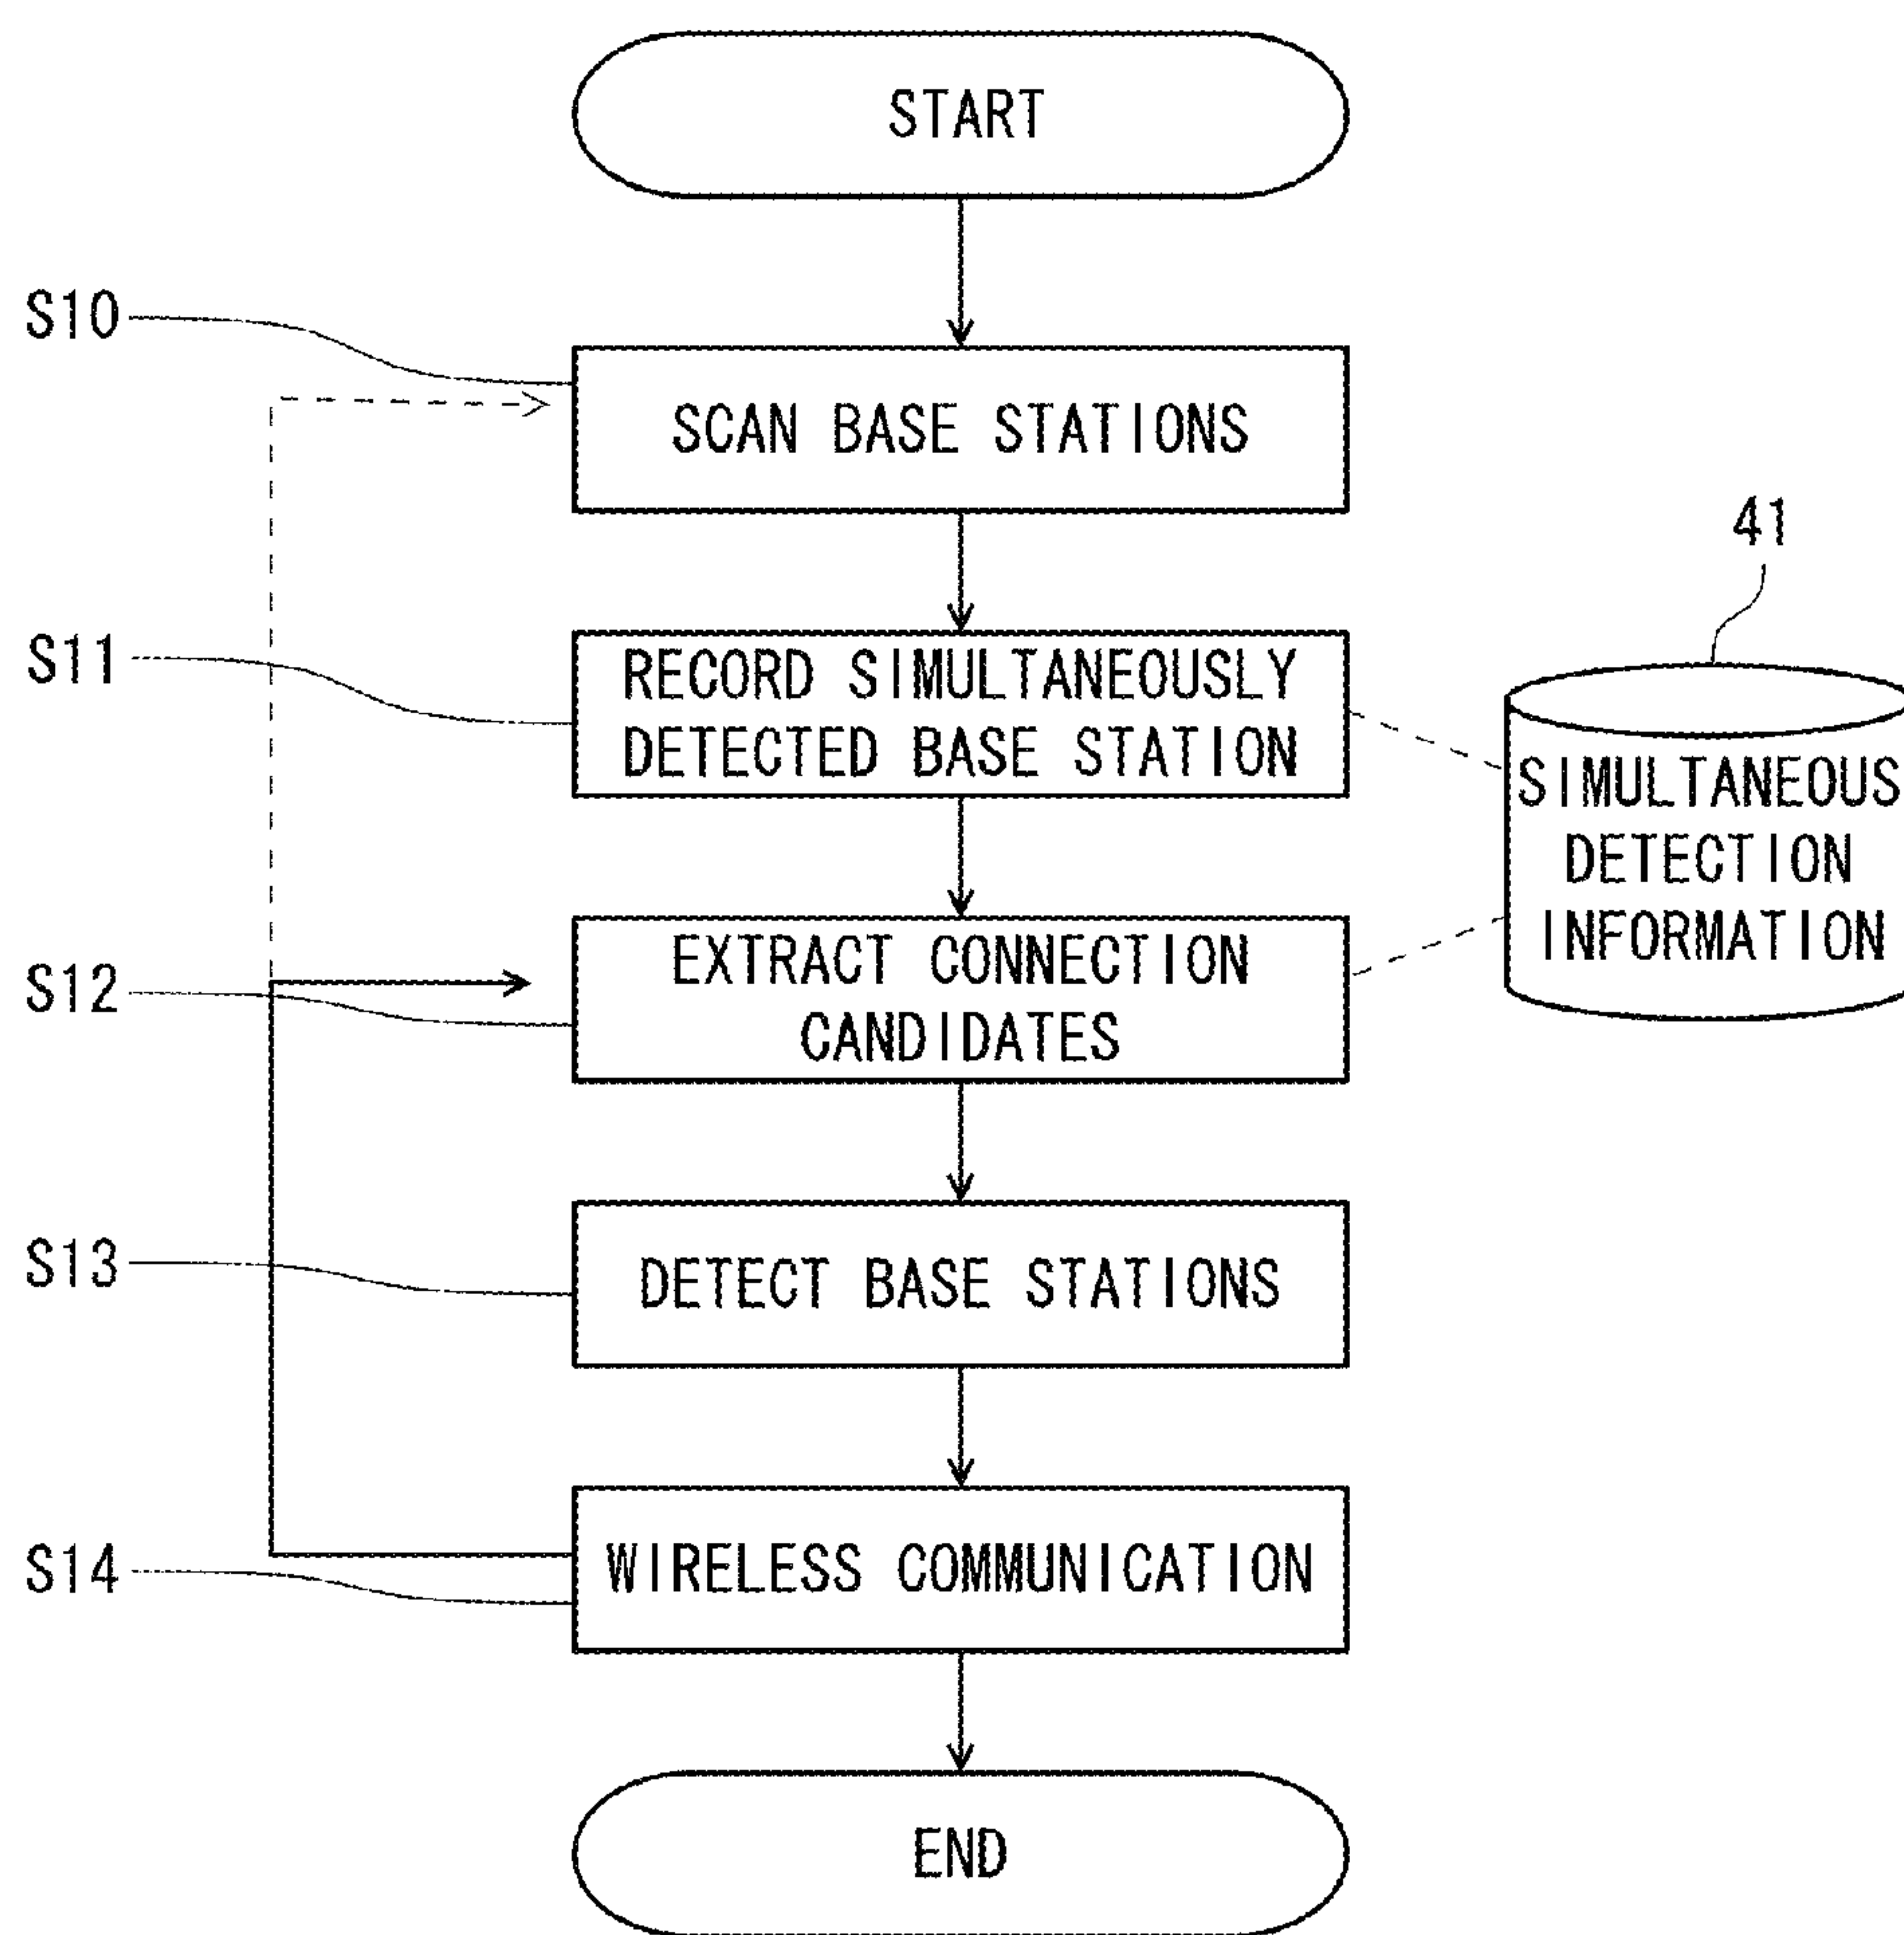 START
S10
SCAN BASE STATIONS
41
S11
RECORD SIMULTANEOUSLY
DETECTED BASE STATION
SIMULTANEOUS
DETECTION
INFORMATION
S12
EXTRACT CONNECTION
CANDIDATES
S13
DETECT BASE STATIONS
S14
WIRELESS COMMUNICATION
END